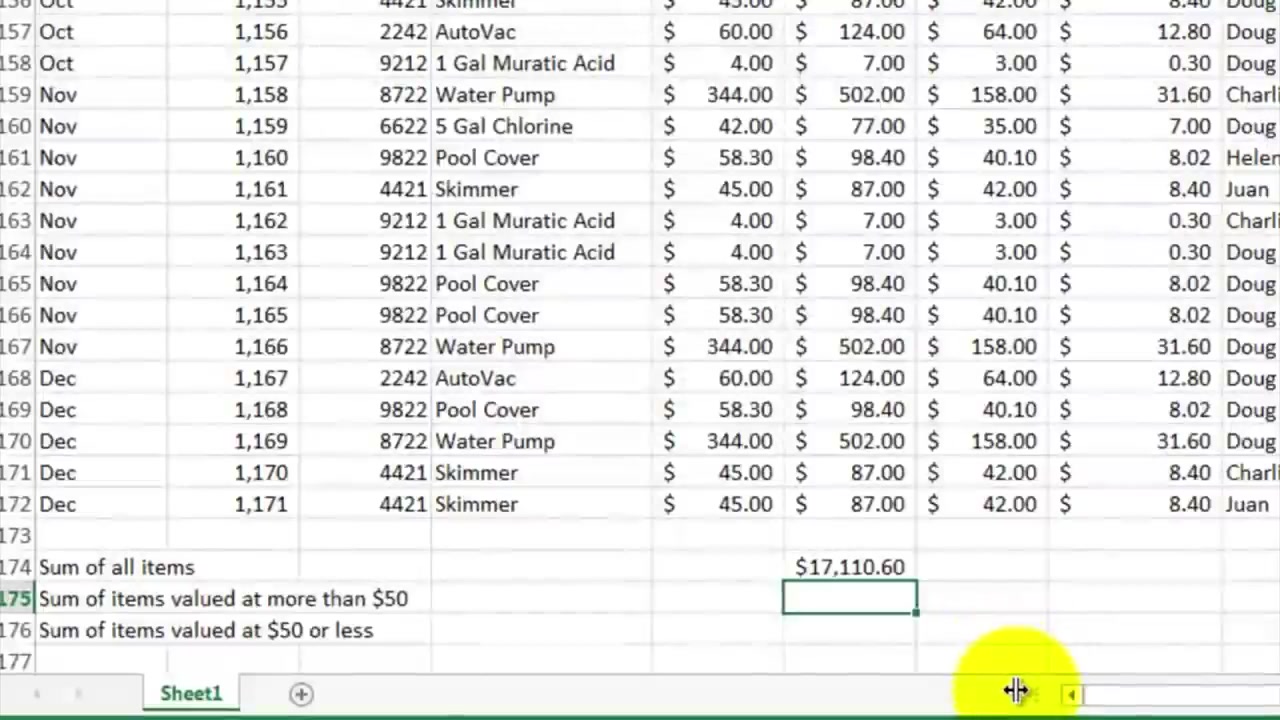 Oct 4421 Skimmer $ 45.00 $ 87.00 $ 42.00 $ 8.40 Doug
157 Oct 1,156 2242 AutoVac $ 60.00 $ 124.00 $ 64.00 $ 12.80 Doug
158 Oct 1,157 9212 1 Gal Muratic Acid $ 4.00 $ 7.00 $ 3.00 $ 0.30 Doug
159 Nov 1,158 8722 Water Pump $ 344.00 $ 502.00 $ 158.00 $ 31.60 Charli
160 Nov 1,159 6622 5 Gal Chlorine $ 42.00 $ 77.00 $ 35.00 $ 7.00 Doug
161 Nov 1,160 9822 Pool Cover $ 58.30 $ 98.40 $ 40.10 $ 8.02 Helen
162 Nov 1,161 4421 Skimmer $ 45.00 $ 87.00 $ 42.00 $ 8.40 Juan
163 Nov 1,162 9212 1 Gal Muratic Acid $ 4.00 $ 7.00 $ 3.00 $ 0.30 Charli
164 Nov 1,163 9212 1 Gal Muratic Acid $ 4.00 $ 7.00 $ 3.00 $ 0.30 Doug
165 Nov 1,164 9822 Pool Cover $ 58.30 $ 98.40 $ 40.10 $ 8.02 Doug
166 Nov 1,165 9822 Pool Cover $ 58.30 $ 98.40 $ 40.10 $ 8.02 Doug
167 Nov 1,166 8722 Water Pump $ 344.00 $ 502.00 $ 158.00 $ 31.60 Doug
168 Dec 1,167 2242 AutoVac $ 60.00 $ 124.00 $ 64.00 $ 12.80 Doug
169 Dec 1,168 9822 Pool Cover $ 58.30 $ 98.40 $ 40.10 $ 8.02 Doug
170 Dec 1,169 8722 Water Pump $ 344.00 $ 502.00 $ 158.00 $ 31.60 Doug
171 Dec 1,170 4421 Skimmer $ 45.00 $ 87.00 $ 42.00 $ 8.40 Charli
172 Dec 1,171 4421 Skimmer $ 45.00 $ 87.00 $ 42.00 $ 8.40 Juan
173
174 Sum of all items $17,110.60
175 Sum of items valued at more than $50
176 Sum of items valued at $50 or less
177
Sheet1